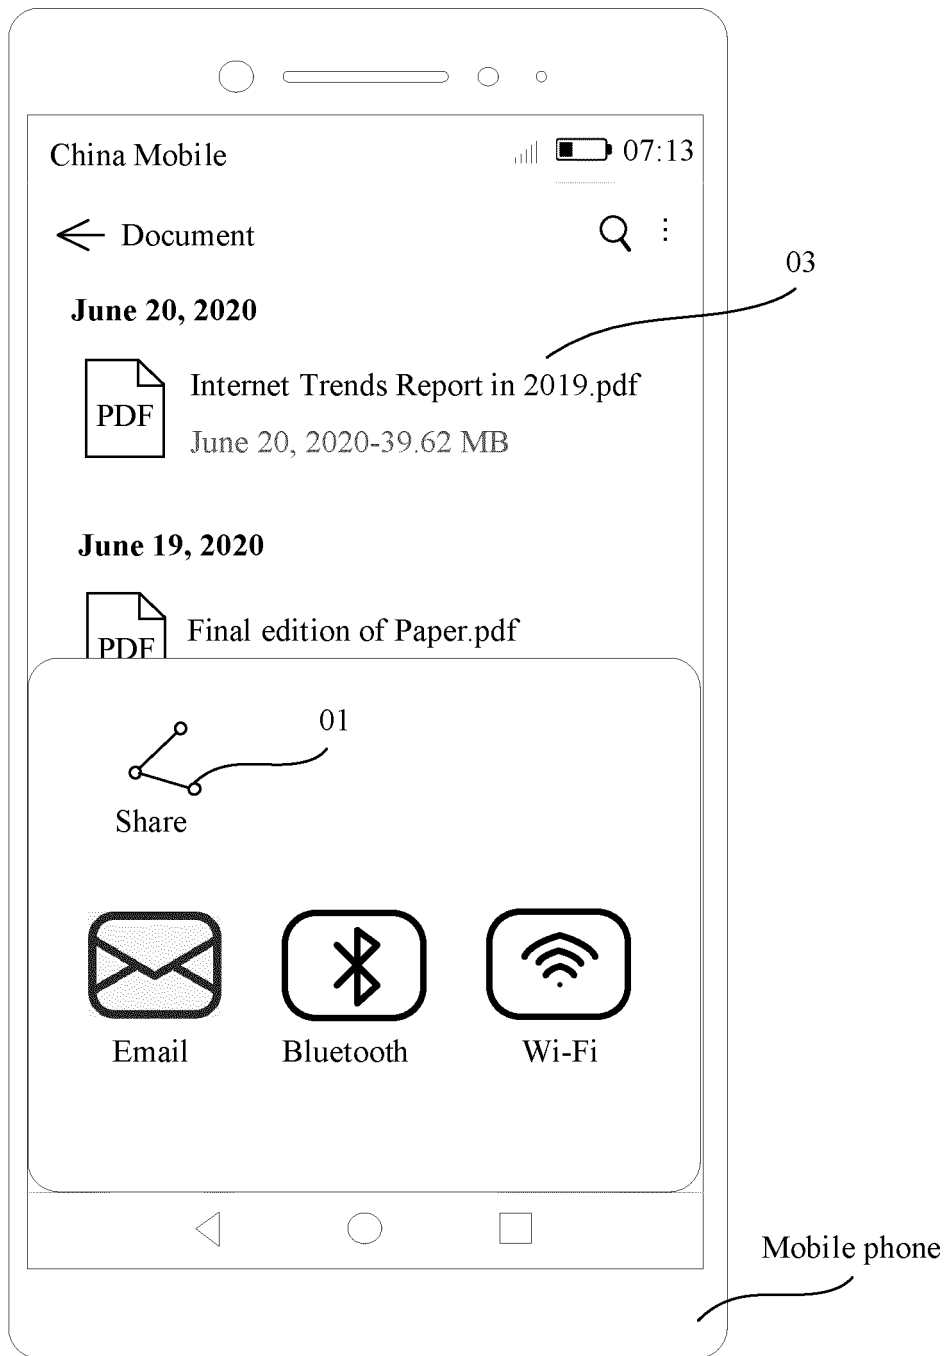 China Mobile 07:13
Document
03
June 20, 2020
Internet Trends Report in 2019.pdf
PDF
June 20, 2020-39.62 MB
June 19, 2020
Final edition of Paper.pdf
PDF
01
Share
Email Bluetooth Wi-Fi
Mobile phone